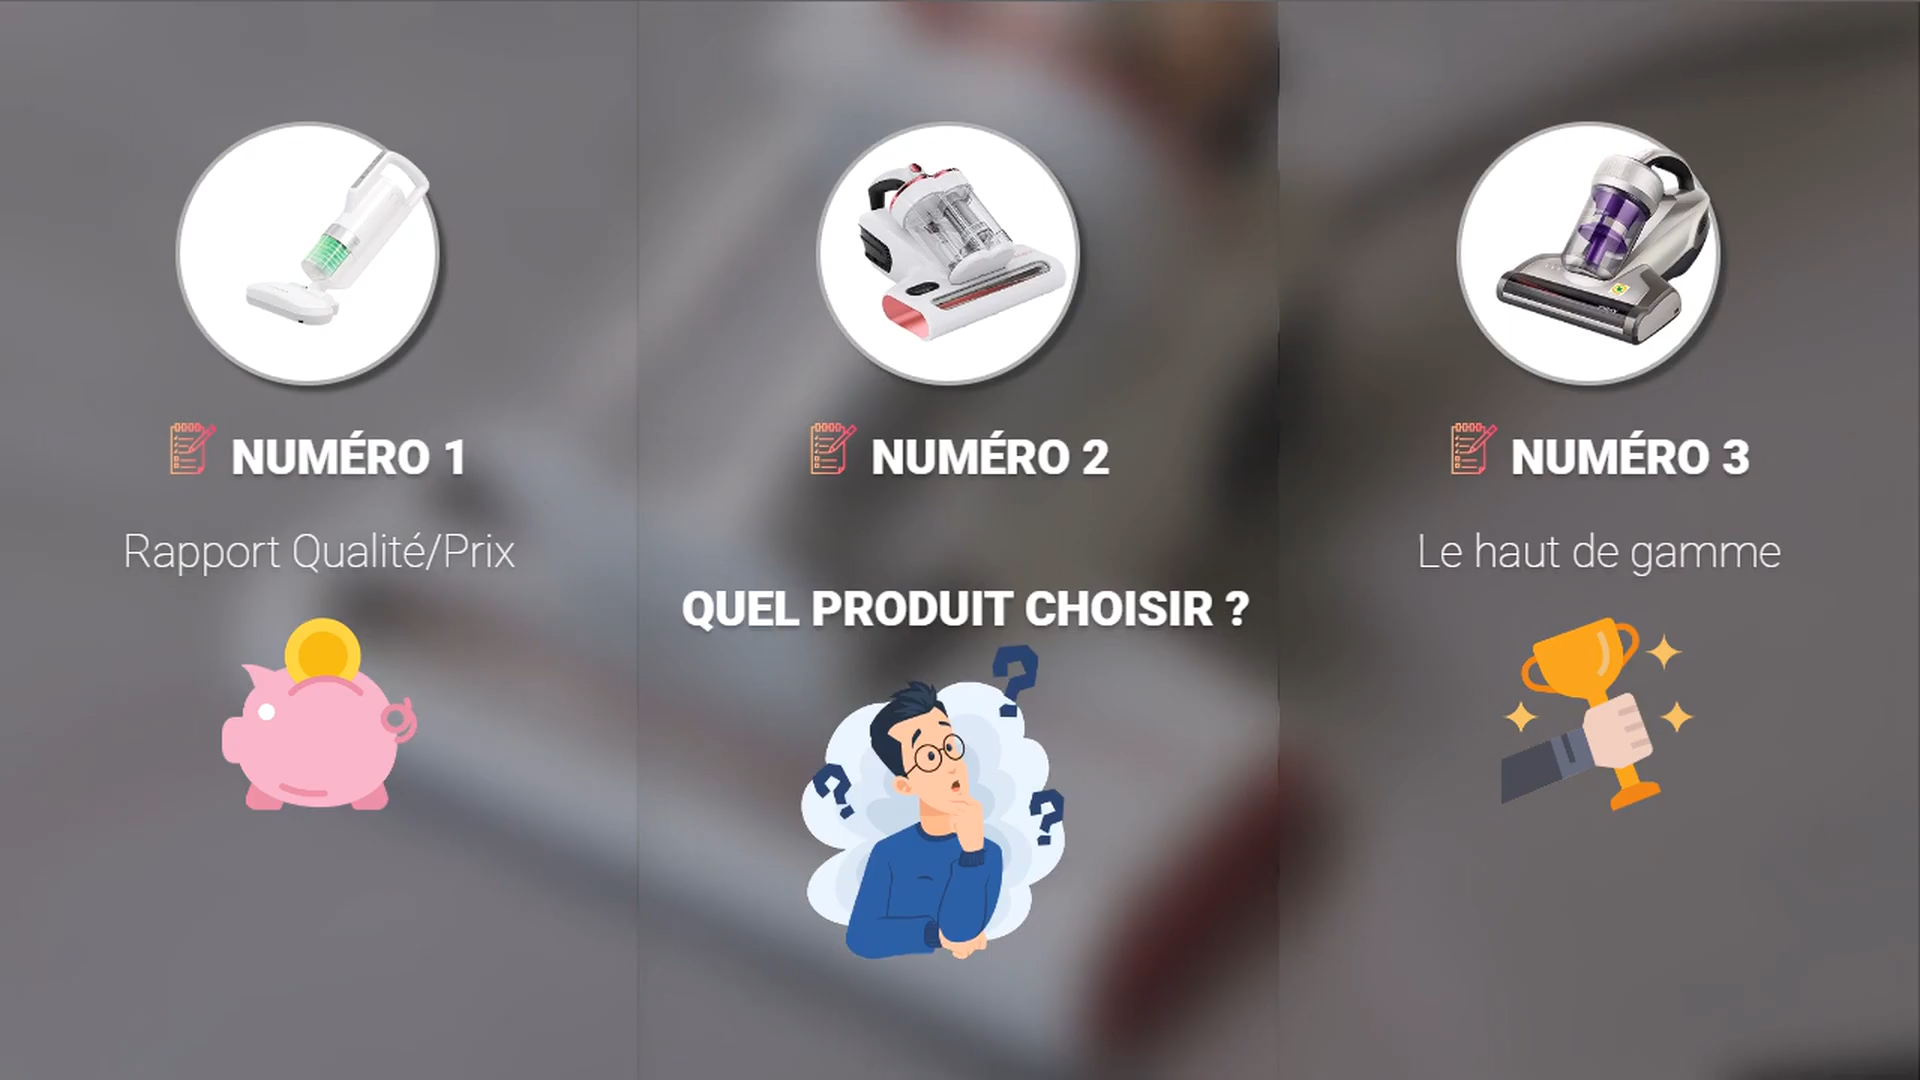 NUMÉRO 1
Rapport Qualité/Prix
NUMÉRO 2
QUEL PRODUIT CHOISIR ?
NUMÉRO 3
Le haut de gamme